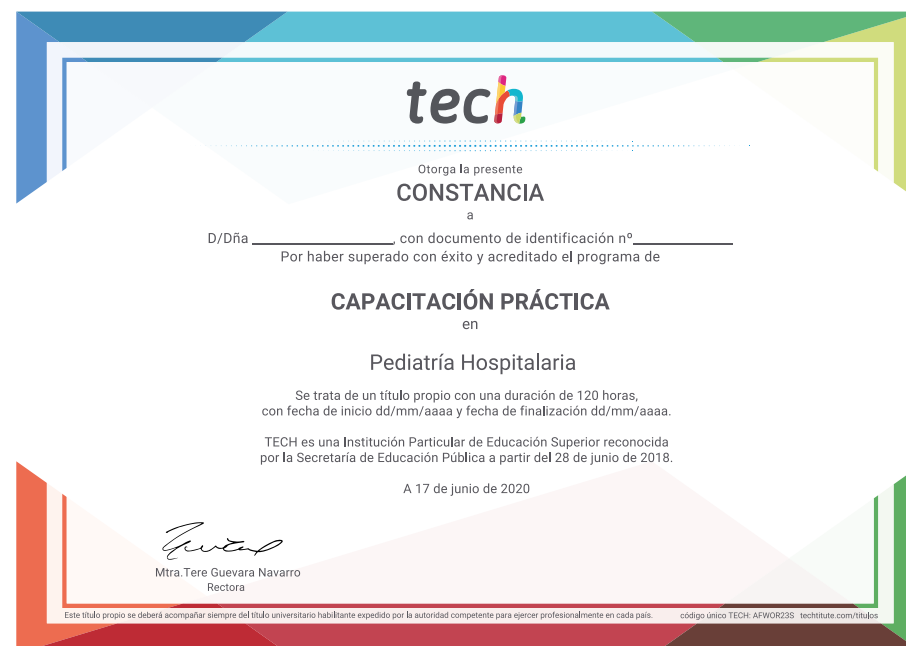 tech
Otorga la presente
CONSTANCIA
a
D/Dña ____________________, con documento de identificación nº______________
Por haber superado con éxito y acreditado el programa de
CAPACITACIÓN PRÁCTICA
en
Pediatría Hospitalaria
Se trata de un título propio con una duración de 120 horas,
con fecha de inicio dd/mm/aaaa y fecha de finalización dd/mm/aaaa.
TECH es una Institución Particular de Educación Superior reconocida
por la Secretaría de Educación Pública a partir del 28 de junio de 2018.
A 17 de junio de 2020
Mtra.Tere Guevara Navarro
Rectora
Este título propio se deberá acompañar siempre del título universitario habilitante expedido por la autoridad competente para ejercer profesionalmente en cada país. código único TECH: AFWOR23S techtitute.com/titulos